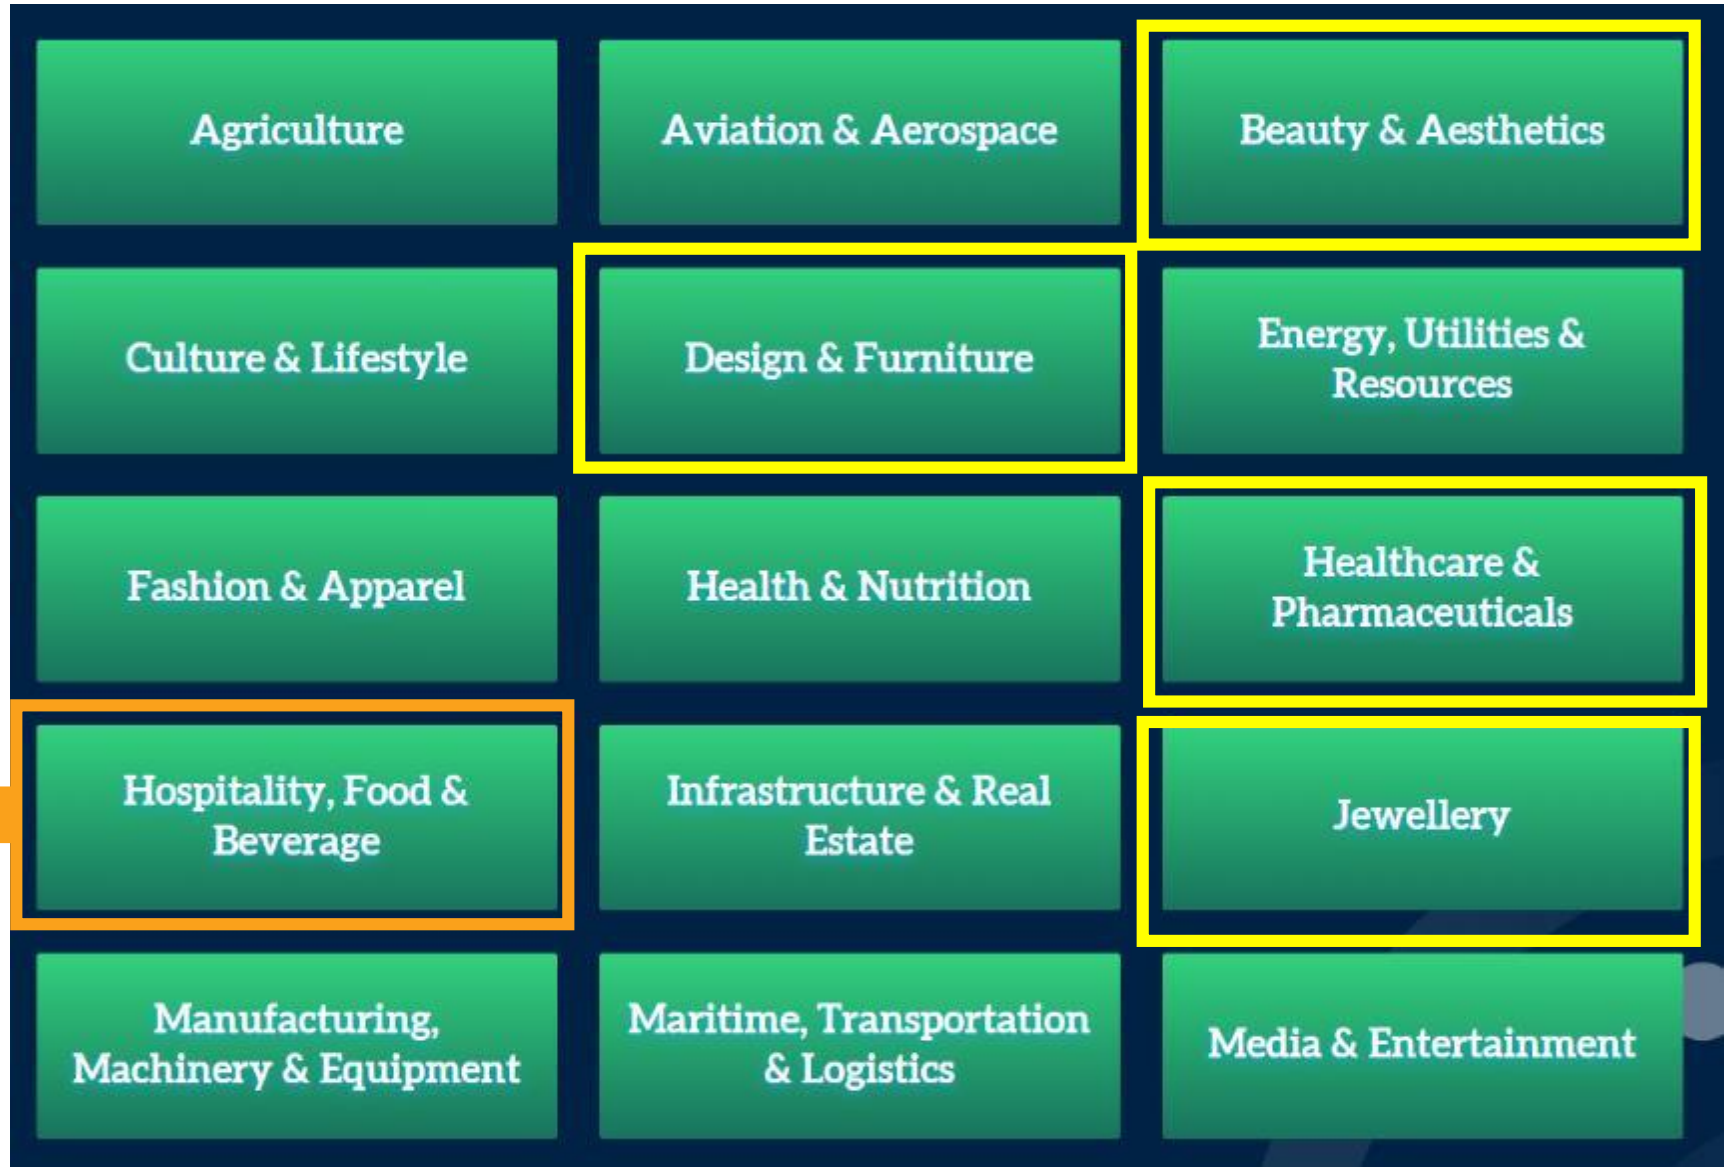 Agriculture
Aviation & Aerospace
Beauty & Aesthetics
Culture & Lifestyle
Design & Furniture
Energy, Utilities &
Resources
Fashion & Apparel
Health & Nutrition
Healthcare &
Pharmaceuticals
Hospitality, Food &
Beverage
Infrastructure & Real
Estate
Jewellery
Manufacturing,
Machinery & Equipment
Maritime, Transportation
& Logistics
Media & Entertainment